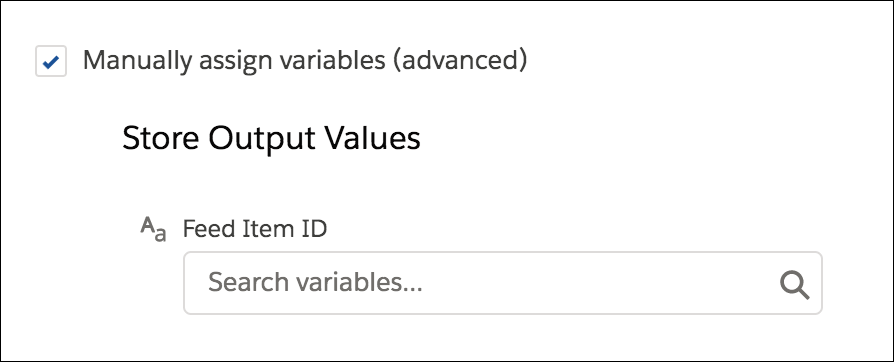 Manually assign variables (advanced)
Store Output Values
Aa Feed Item ID
Search variables...